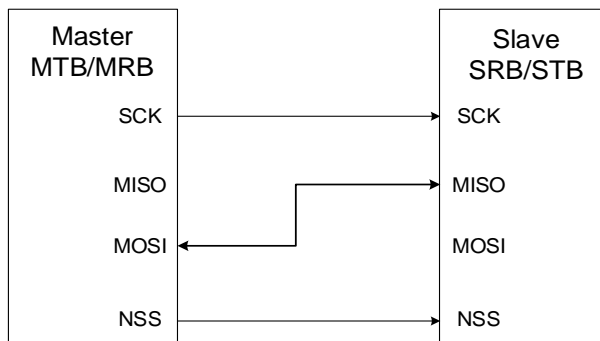 Master
MTB/MRB
SCK
MISO
MOSI
NSS
Slave
SRB/STB
SCK
MISO
MOSI
NSS